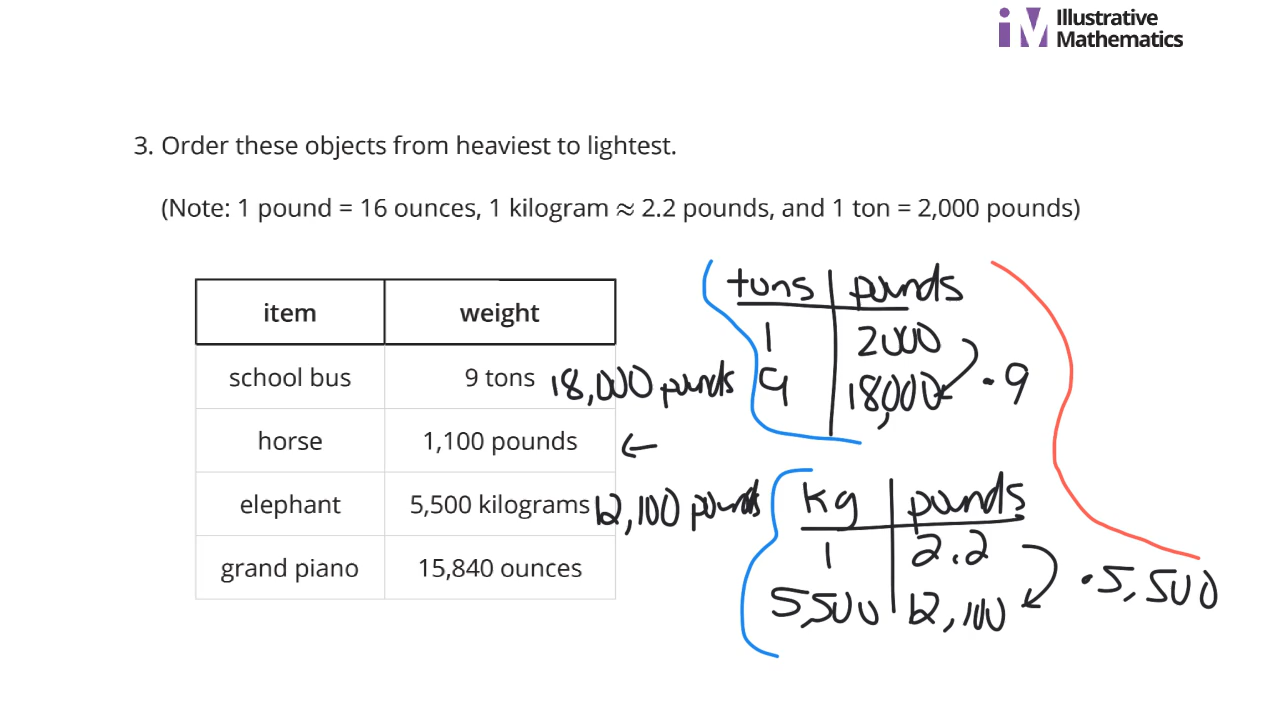 Illustrative
Mathematics
3. Order these objects from heaviest to lightest.
(Note: 1 pound = 16 ounces, 1 kilogram ≈ 2.2 pounds, and 1 ton = 2,000 pounds)
item weight
school bus 9 tons 18,000 pounds
horse 1,100 pounds ←
elephant 5,500 kilograms 12,100 pounds
grand piano 15,840 ounces
tons pounds
1 2000
9 18,000 · 9
kg pounds
1 2.2
5,500 12,100 · 5,500